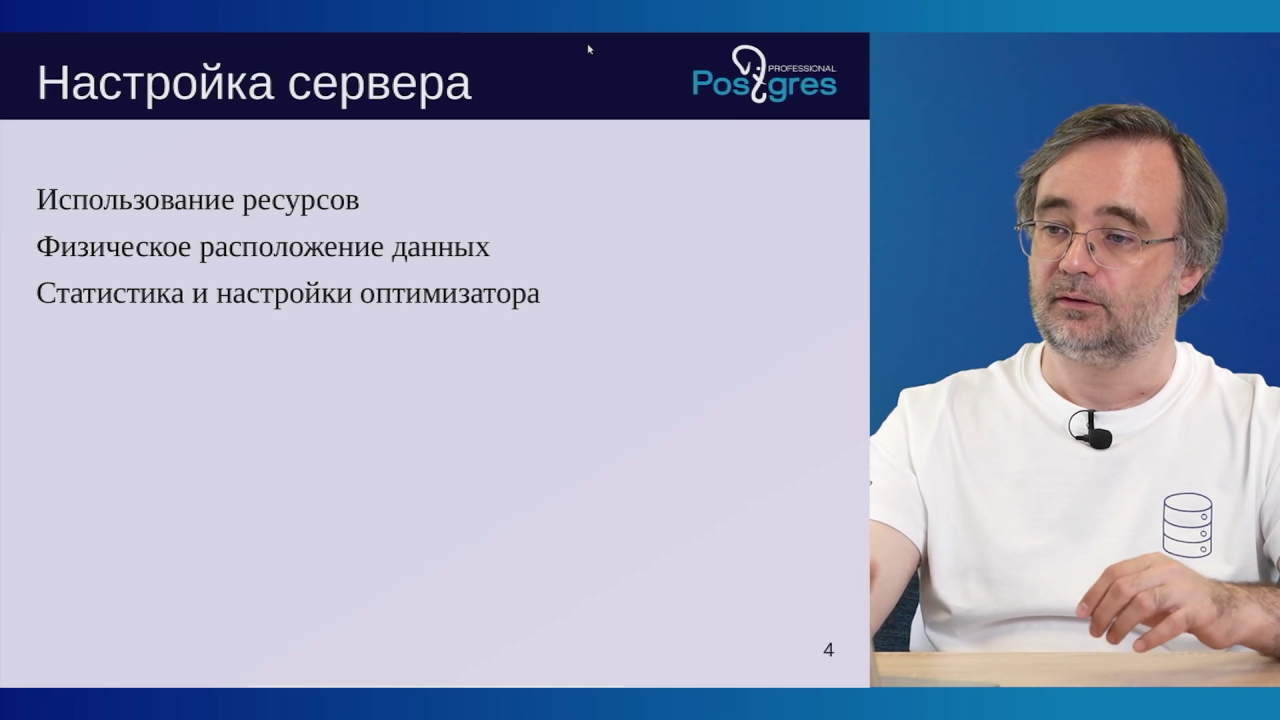 Настройка сервера
Postgres
PROFESSIONAL
Использование ресурсов
Физическое расположение данных
Статистика и настройки оптимизатора
4